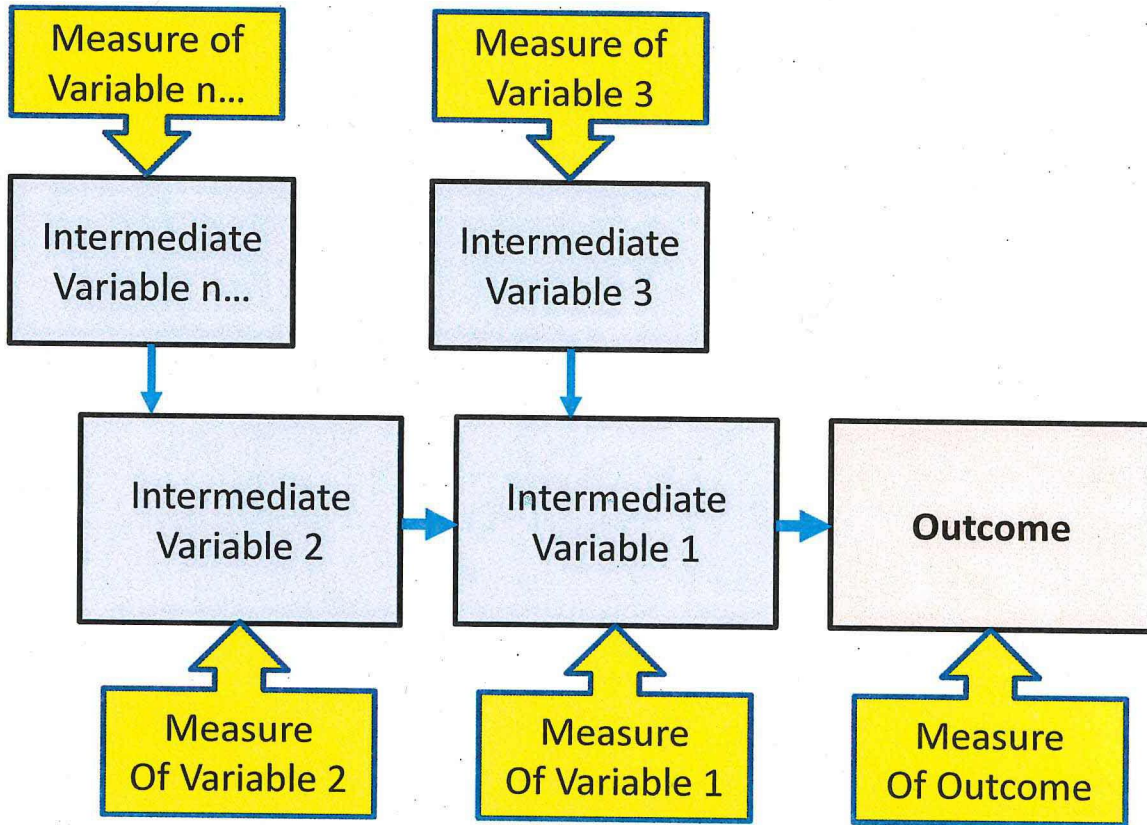 Measure of
Variable n...
Measure of
Variable 3
Intermediate
Variable n...
Intermediate
Variable 3
Intermediate
Variable 2
Intermediate
Variable 1
Outcome
Measure
Of Variable 2
Measure
Of Variable 1
Measure
Of Outcome